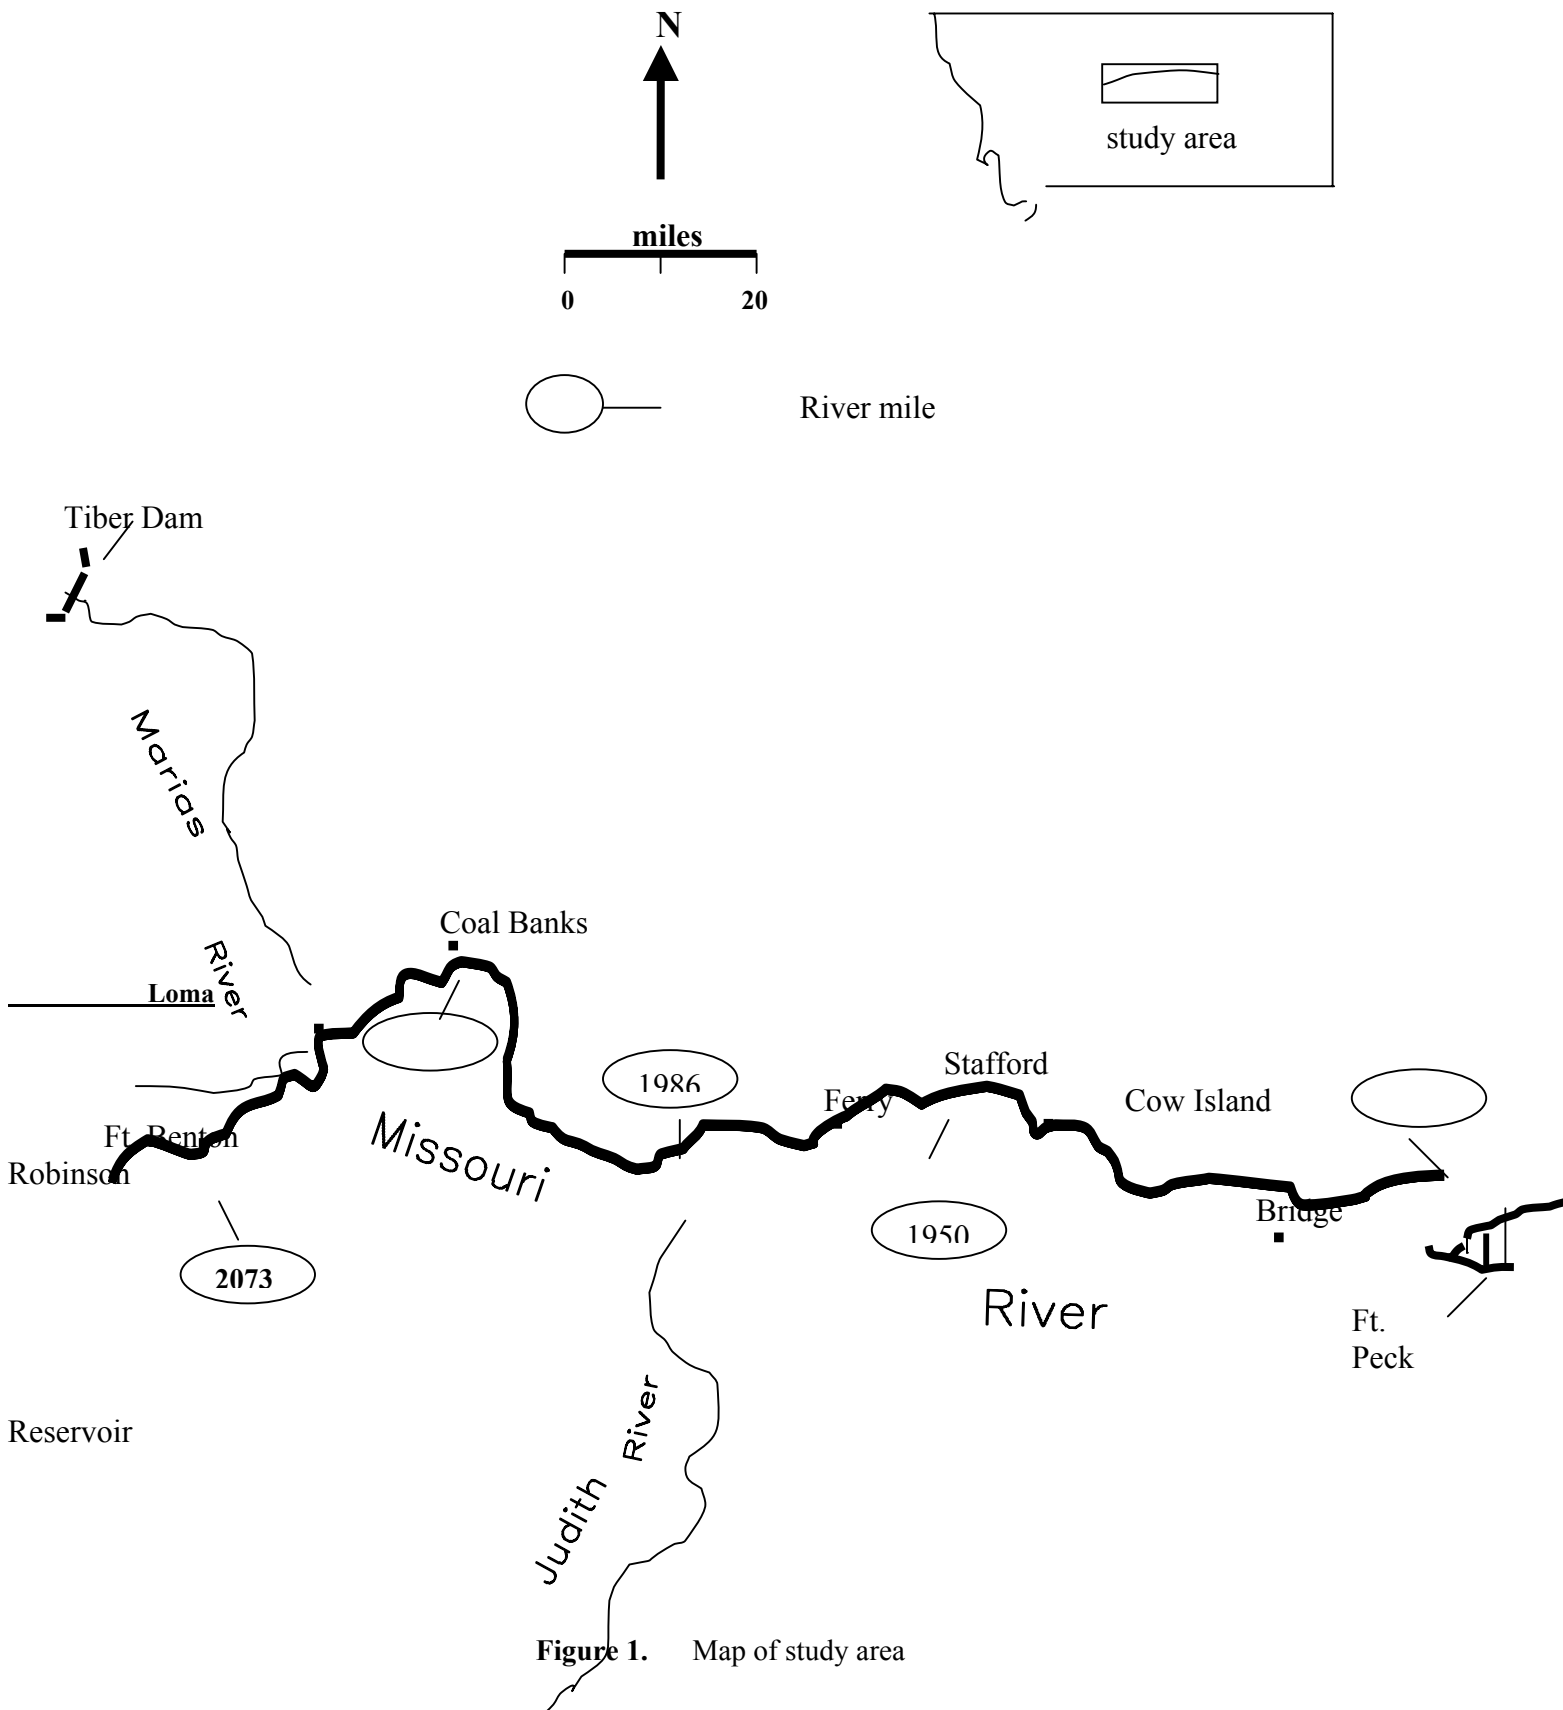 N
study area
miles
0 20
River mile
Tiber Dam
Marias
River
Coal Banks
Loma
1986
Stafford
Ferry
Cow Island
Ft. Benton
Robinson
Missouri
Bridge
1950
2073
River
Ft.
Peck
River
Reservoir
Judith
Figure 1. Map of study area